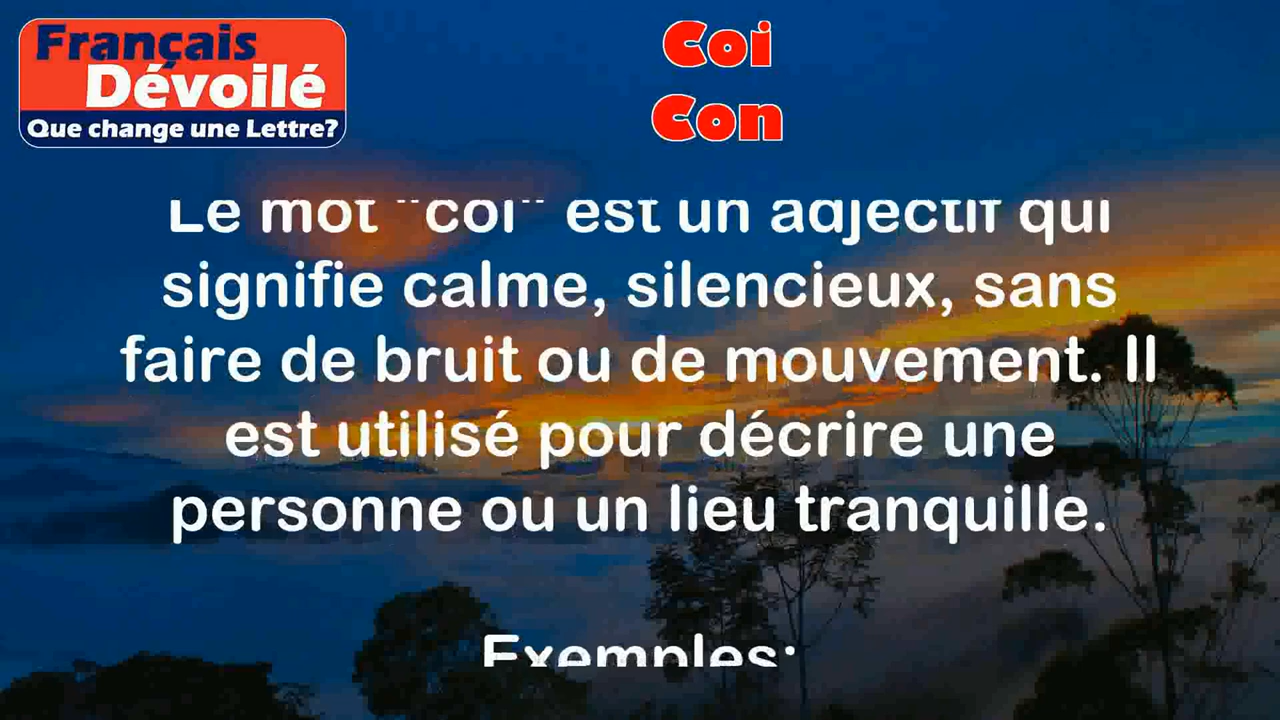 Français
Dévoilé
Que change une Lettre?
Coi
Con
Le mot "coi" est un adjectif qui
signifie calme, silencieux, sans
faire de bruit ou de mouvement. Il
est utilisé pour décrire une
personne ou un lieu tranquille.
Exemples: